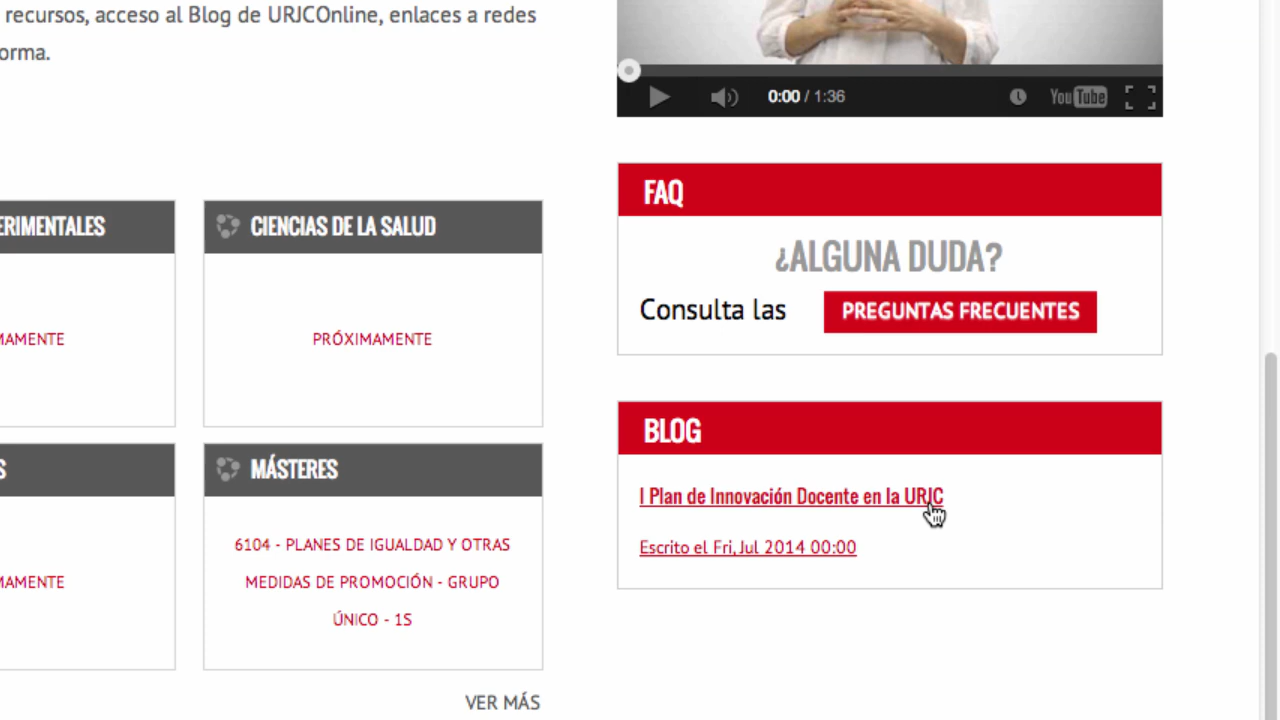 recursos, acceso al Blog de URJCOnline, enlaces a redes
orma.
0:00 / 1:36
YouTube
FAQ
¿ALGUNA DUDA?
Consulta las PREGUNTAS FRECUENTES
ERIMENTALES
CIENCIAS DE LA SALUD
MAMENTE
PRÓXIMAMENTE
BLOG
I Plan de Innovación Docente en la URJC
Escrito el Fri, Jul 2014 00:00
S
MÁSTERES
MAMENTE
6104 - PLANES DE IGUALDAD Y OTRAS
MEDIDAS DE PROMOCIÓN - GRUPO
ÚNICO - 1S
VER MÁS